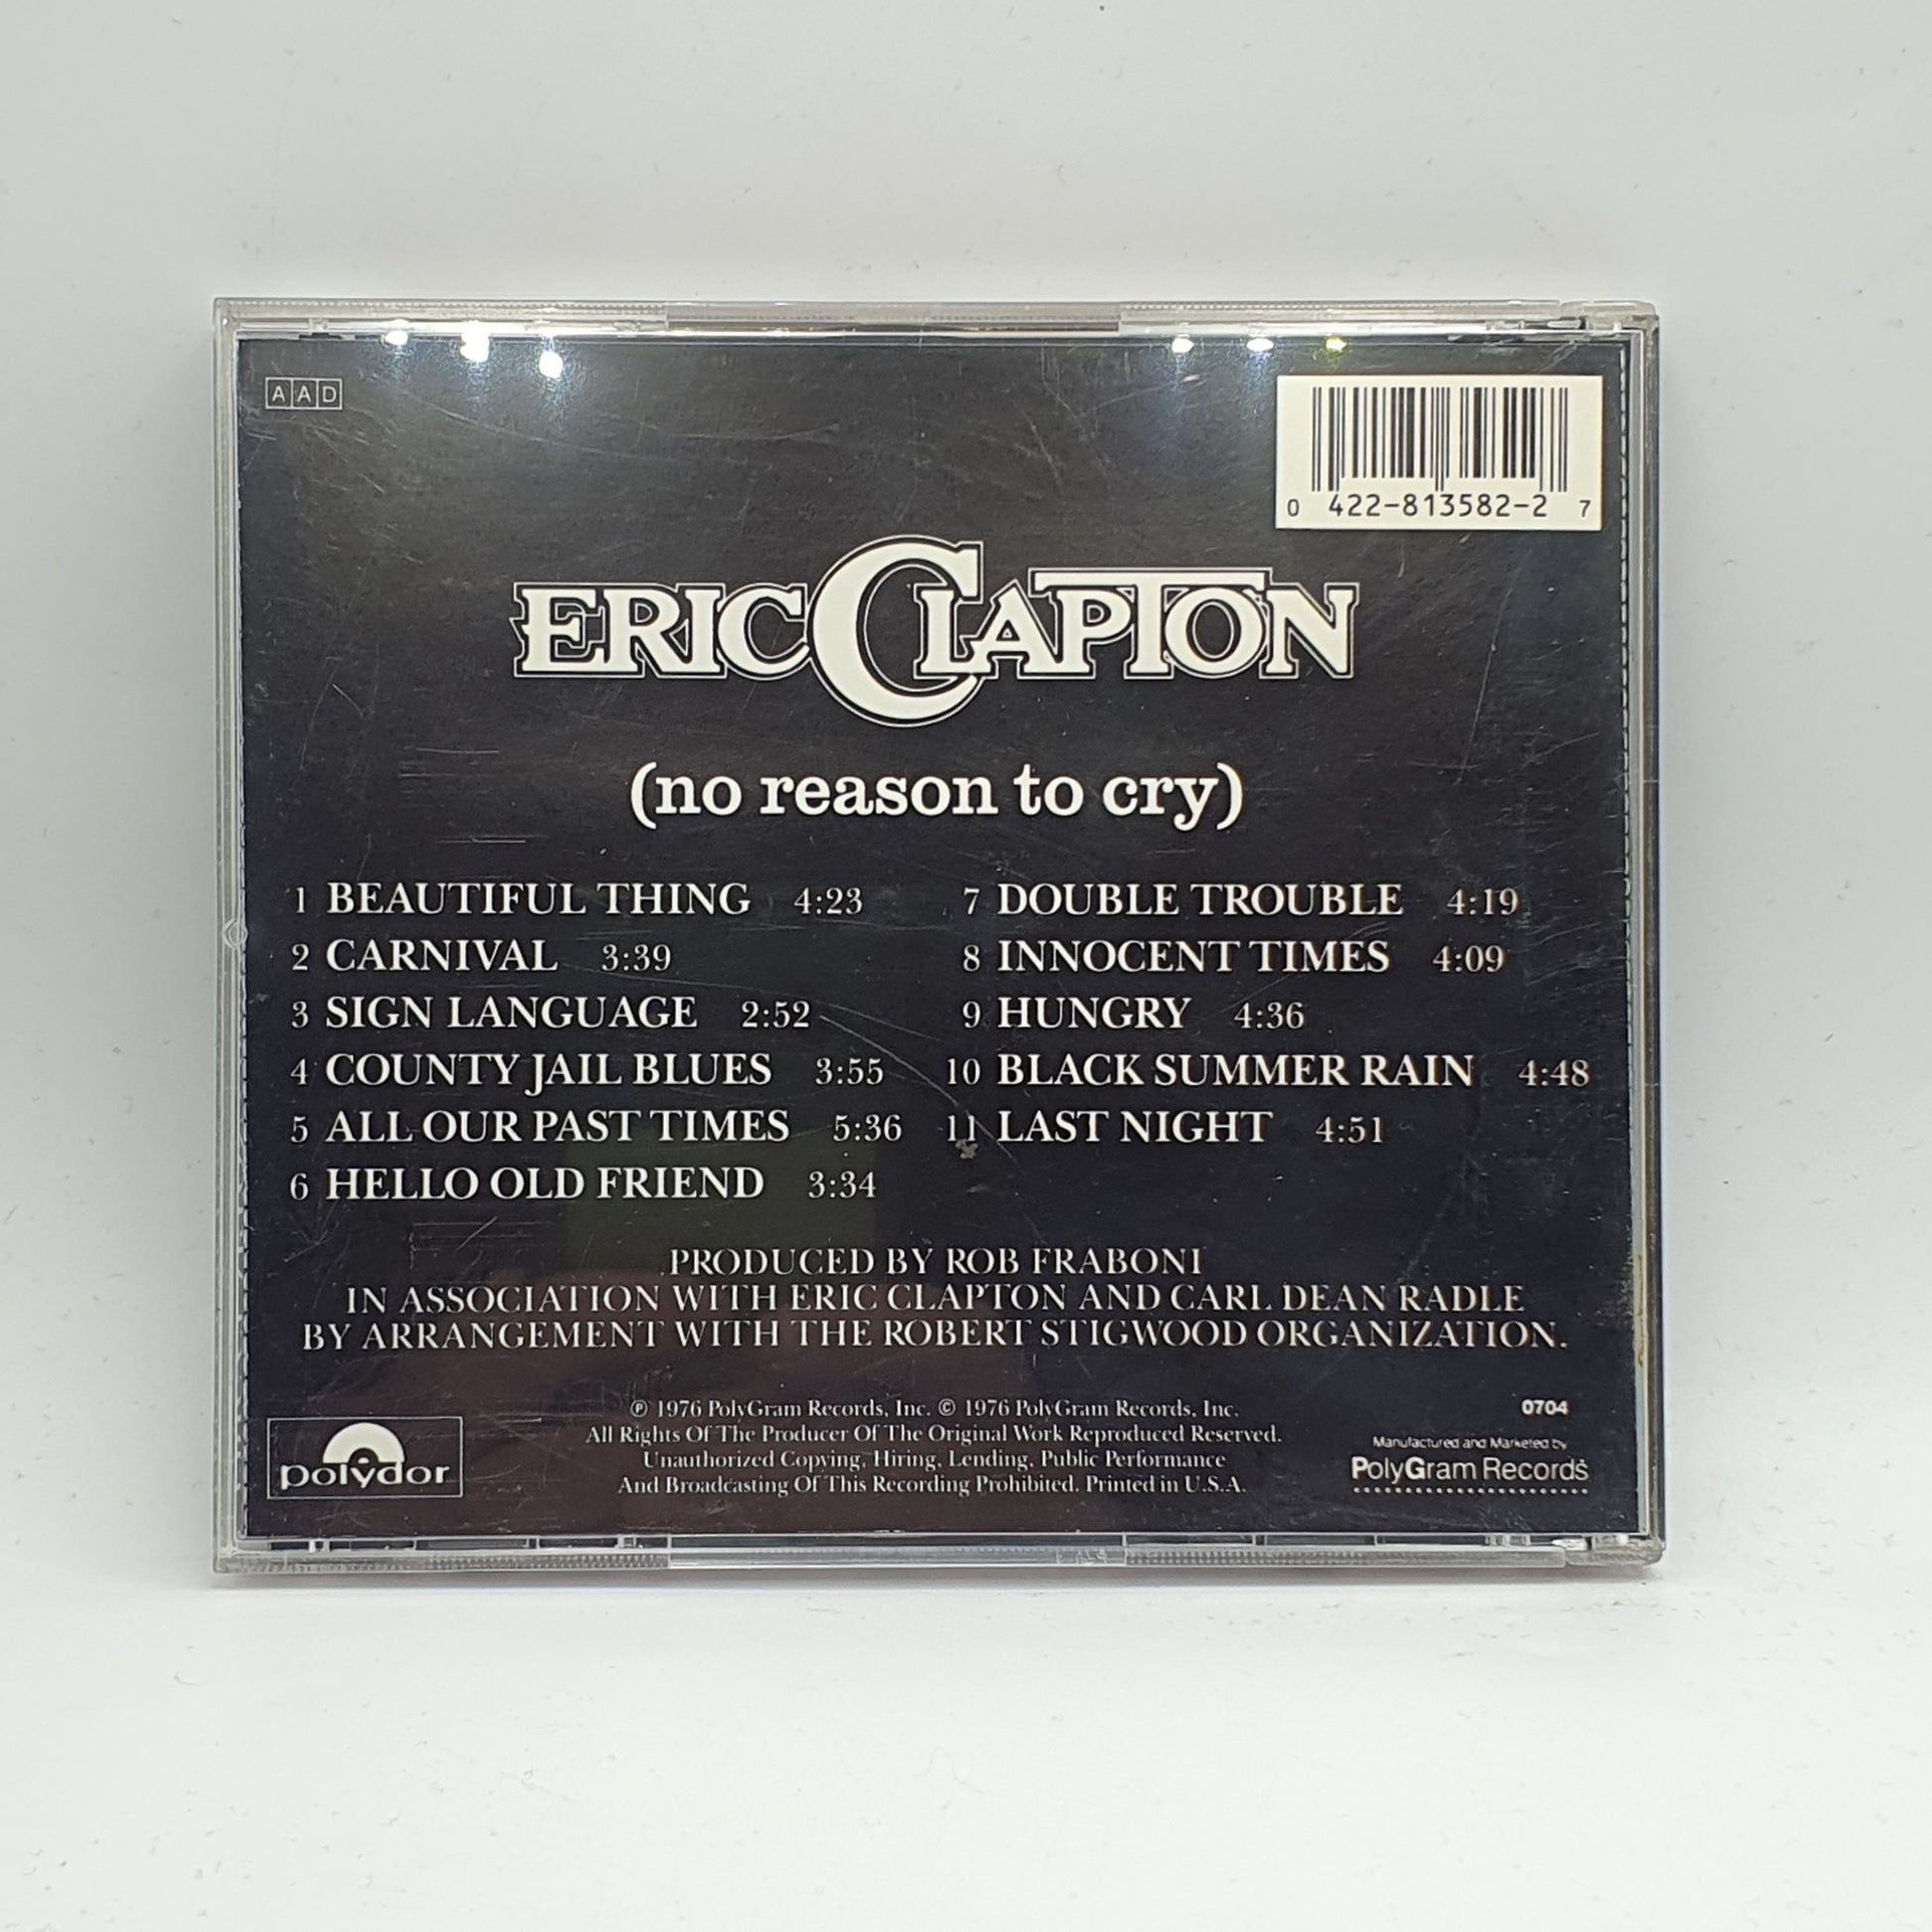 AAD
0 422-813582-2 7
ERIC CLAPTON
(no reason to cry)
1 BEAUTIFUL THING 4:23
2 CARNIVAL 3:39
3 SIGN LANGUAGE 2:52
4 COUNTY JAIL BLUES 3:55
5 ALL OUR PAST TIMES 5:36
6 HELLO OLD FRIEND 3:34
7 DOUBLE TROUBLE 4:19
8 INNOCENT TIMES 4:09
9 HUNGRY 4:36
10 BLACK SUMMER RAIN 4:48
11 LAST NIGHT 4:51
PRODUCED BY ROB FRABONI
IN ASSOCIATION WITH ERIC CLAPTON AND CARL DEAN RADLE
BY ARRANGEMENT WITH THE ROBERT STIGWOOD ORGANIZATION.
℗ 1976 PolyGram Records, Inc. © 1976 PolyGram Records, Inc.
All Rights Of The Producer Of The Original Work Reproduced Reserved.
Unauthorized Copying, Hiring, Lending, Public Performance
And Broadcasting Of This Recording Prohibited. Printed in U.S.A.
polydor
0704
Manufactured and Marketed by
PolyGram Records